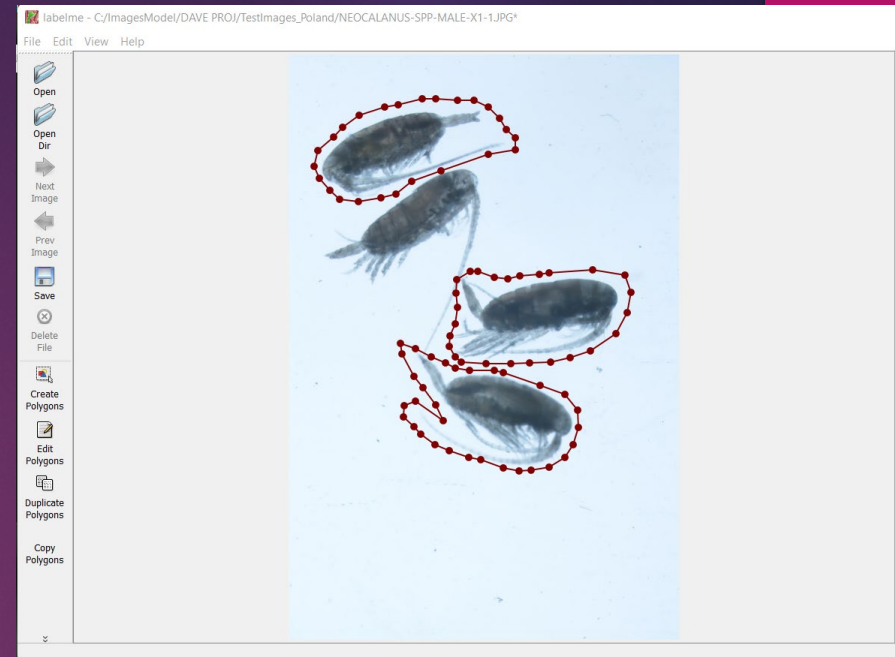 labelme - C:/ImagesModel/DAVE PROJ/TestImages_Poland/NEOCALANUS-SPP-MALE-X1-1.JPG*
File Edit View Help
Open
Open
Dir
Next
Image
Prev
Image
Save
Delete
File
Create
Polygons
Edit
Polygons
Duplicate
Polygons
Copy
Polygons